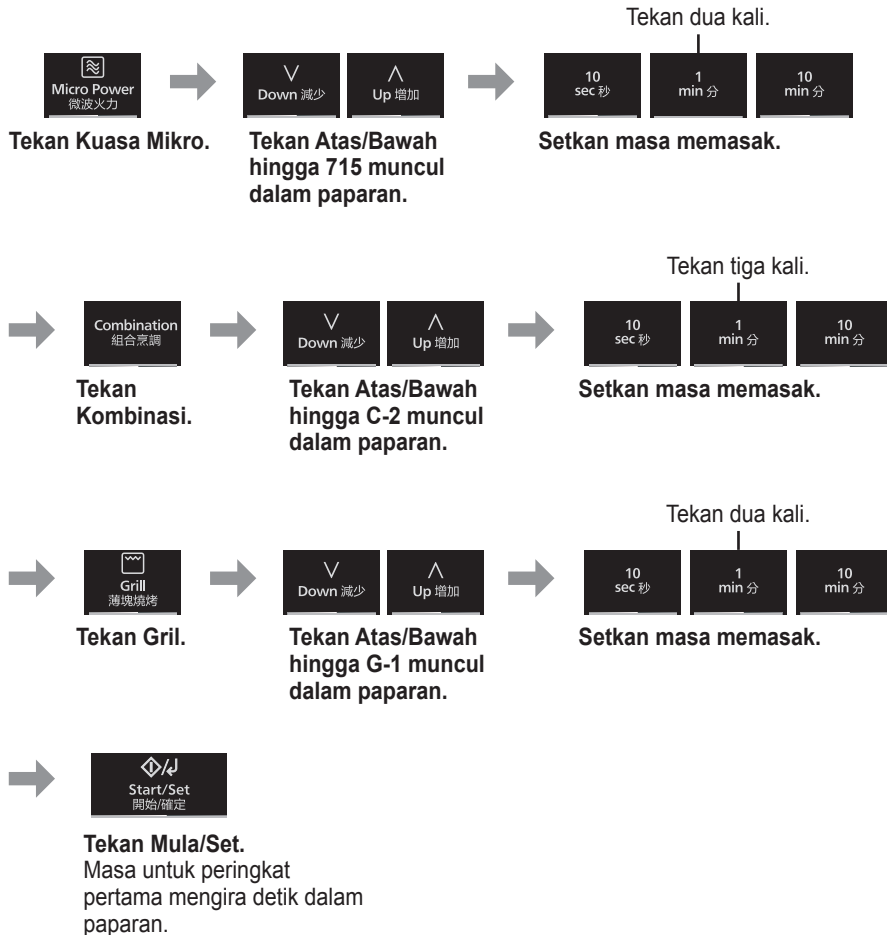 Tekan dua kali.
Micro Power
微波火力
Down 減少
Up 增加
10
sec 秒
1
min 分
10
min 分
Tekan Kuasa Mikro.
Tekan Atas/Bawah
hingga 715 muncul
dalam paparan.
Setkan masa memasak.
Tekan tiga kali.
Combination
組合烹調
Down 減少
Up 增加
10
sec 秒
1
min 分
10
min 分
Tekan
Kombinasi.
Tekan Atas/Bawah
hingga C-2 muncul
dalam paparan.
Setkan masa memasak.
Tekan dua kali.
Grill
薄塊燒烤
Down 減少
Up 增加
10
sec 秒
1
min 分
10
min 分
Tekan Gril.
Tekan Atas/Bawah
hingga G-1 muncul
dalam paparan.
Setkan masa memasak.
Start/Set
開始/確定
Tekan Mula/Set.
Masa untuk peringkat
pertama mengira detik dalam
paparan.